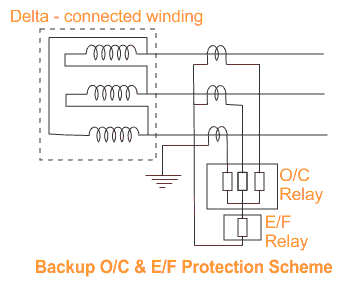 Delta - connected winding
O/C
Relay
E/F
Relay
Backup O/C & E/F Protection Scheme